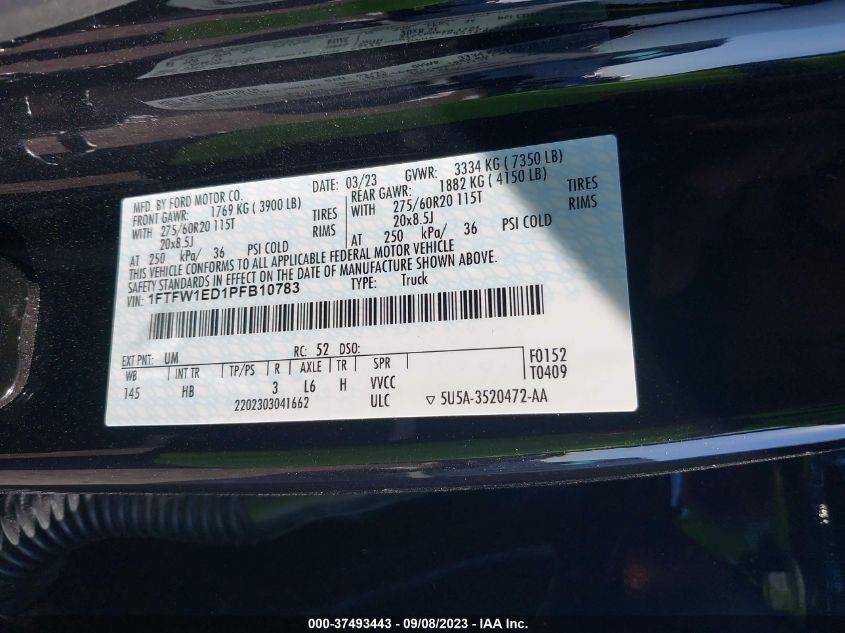 MFD. BY FORD MOTOR CO.
DATE: 03/23 GVWR: 3334 KG ( 7350 LB)
FRONT GAWR: 1769 KG ( 3900 LB) REAR GAWR: 1882 KG ( 4150 LB)
WITH 275/60R20 115T TIRES WITH 275/60R20 115T TIRES
20x8.5J RIMS 20x8.5J RIMS
AT 250 kPa/ 36 PSI COLD AT 250 kPa/ 36 PSI COLD
THIS VEHICLE CONFORMS TO ALL APPLICABLE FEDERAL MOTOR VEHICLE
SAFETY STANDARDS IN EFFECT ON THE DATE OF MANUFACTURE SHOWN ABOVE.
VIN: 1FTFW1ED1PFB10783 TYPE: Truck
EXT PNT: UM RC: 52 DSO: F0152
WB INT TR TP/PS R AXLE TR SPR T0409
145 HB 3 L6 H VVCC
2202303041662 ULC ▽ 5U5A-3520472-AA
000-37493443 - 09/08/2023 - IAA Inc.